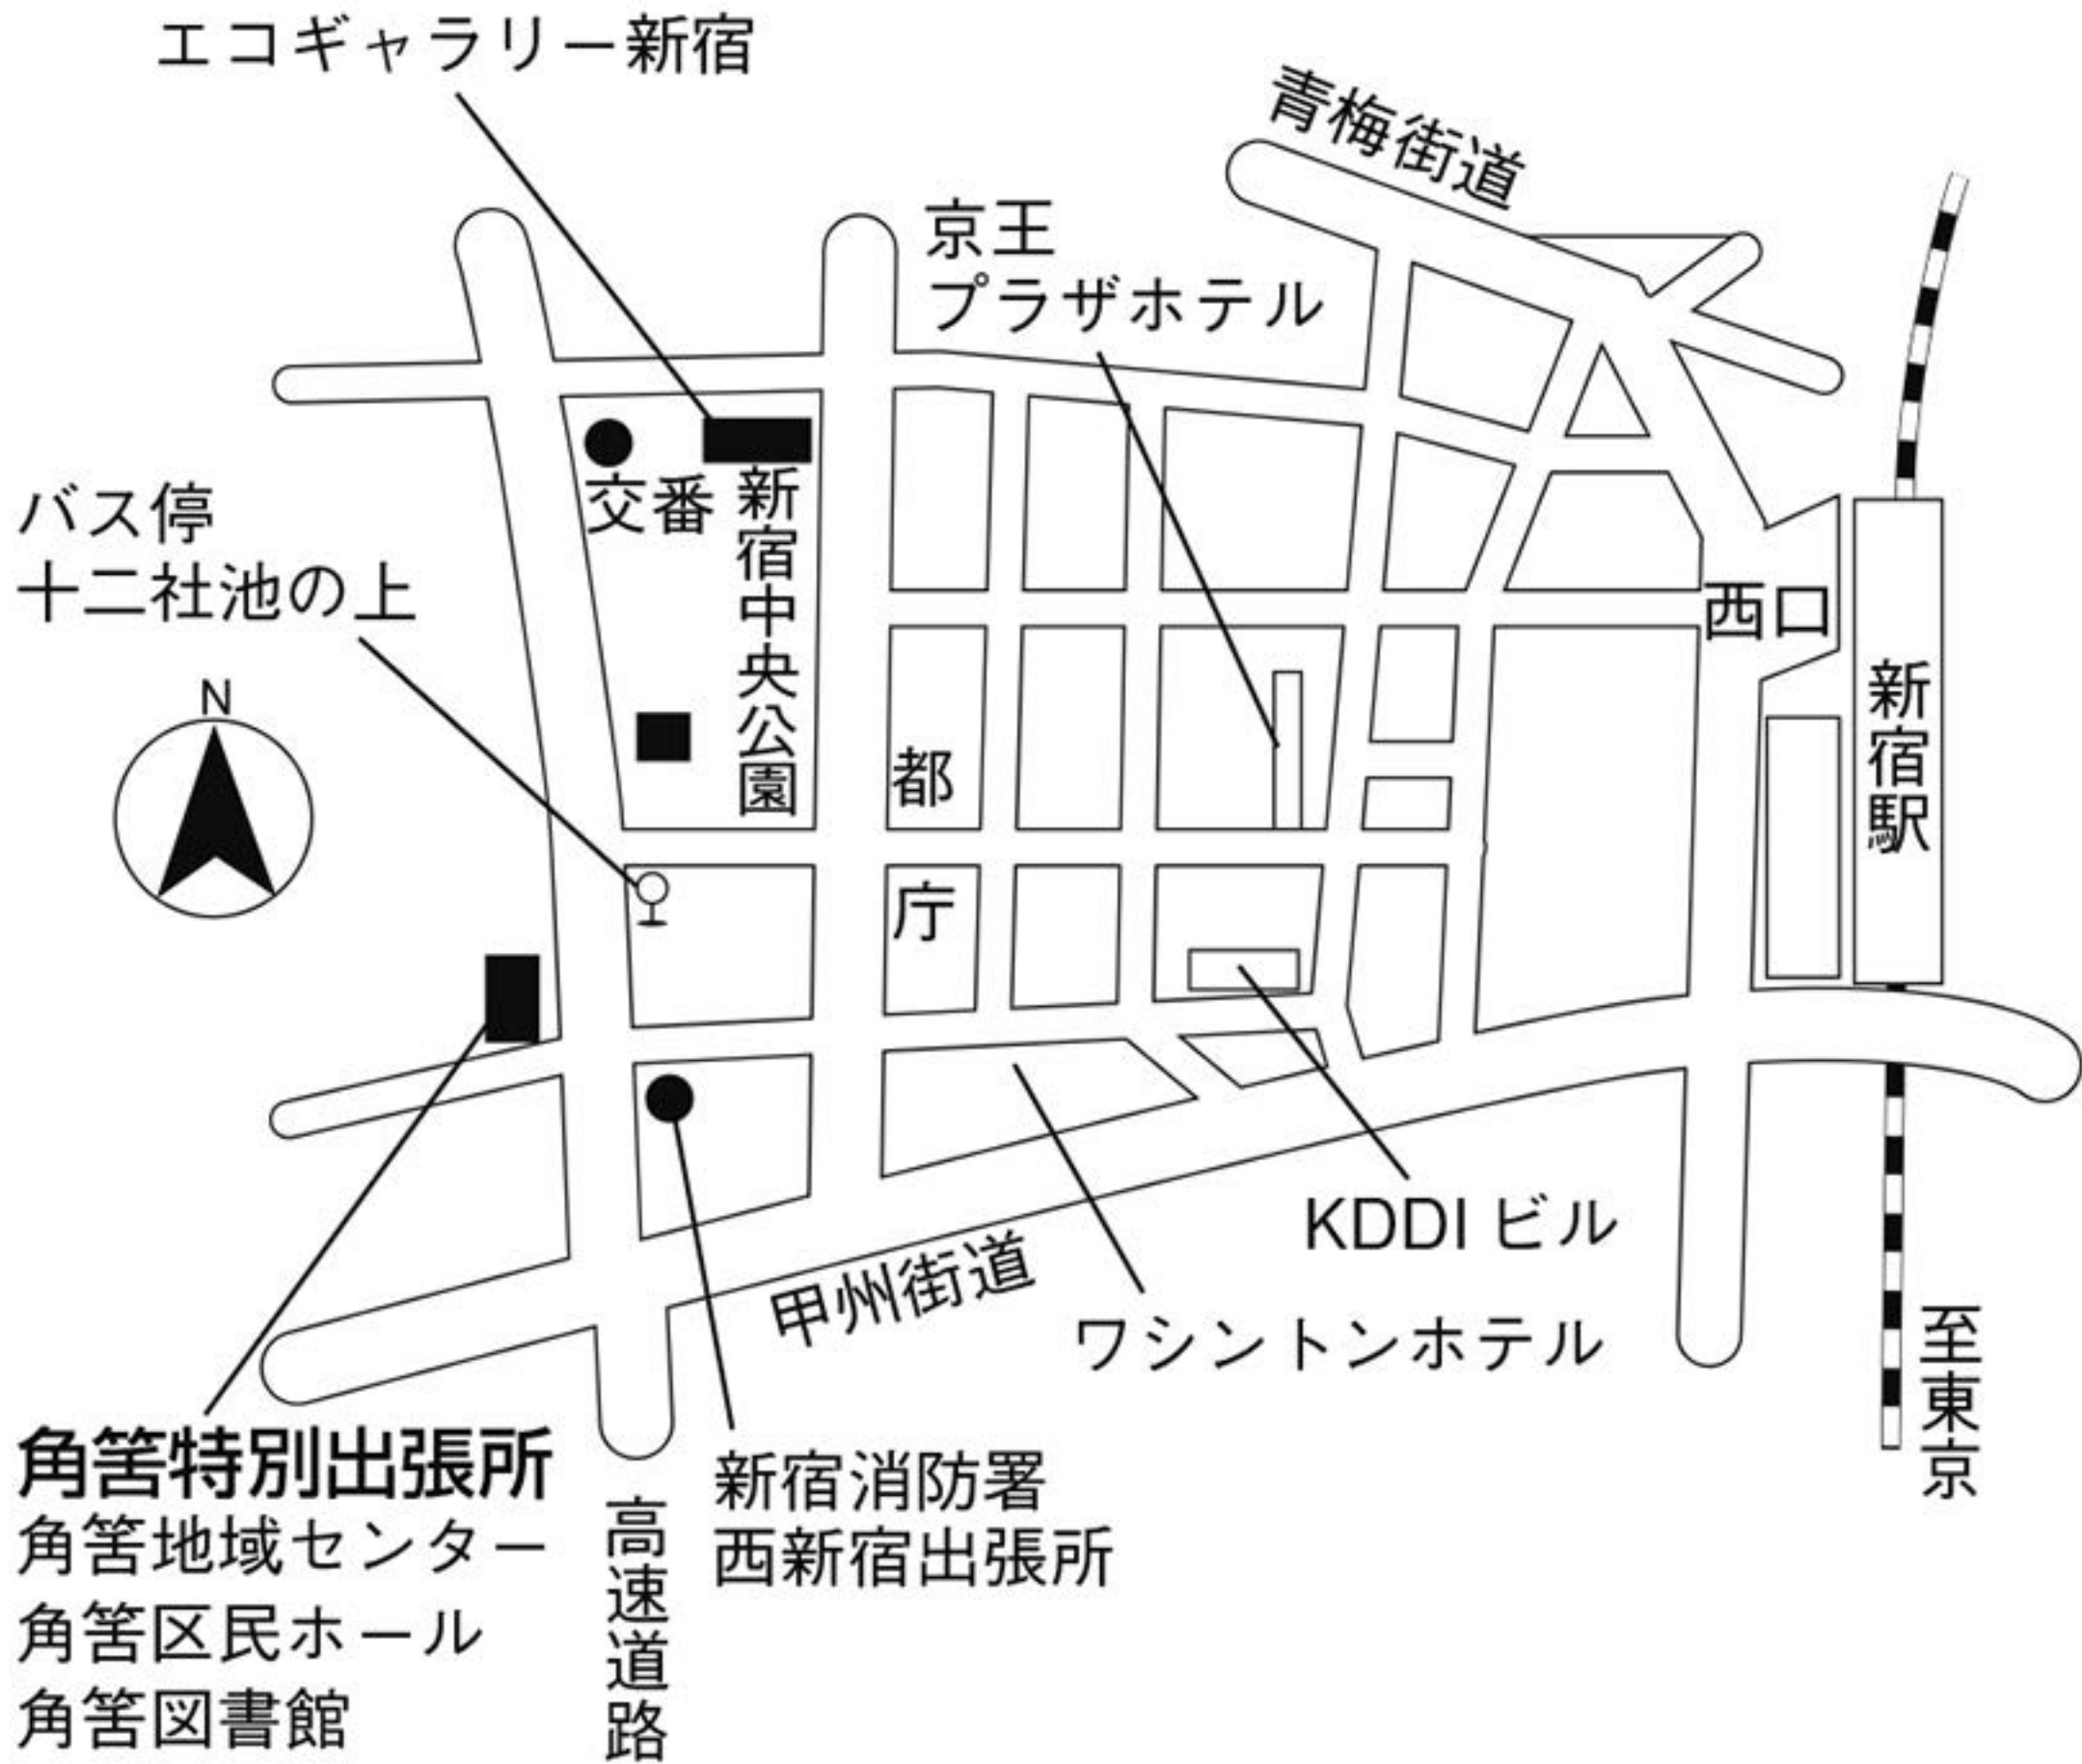 エコギャラリー新宿
青梅街道
京王
プラザホテル
バス停
十二社池の上
交番
新宿中央公園
西口
新宿駅
N
都庁
KDDIビル
甲州街道
ワシントンホテル
至東京
角筈特別出張所
角筈地域センター
角筈区民ホール
角筈図書館
高速道路
新宿消防署
西新宿出張所